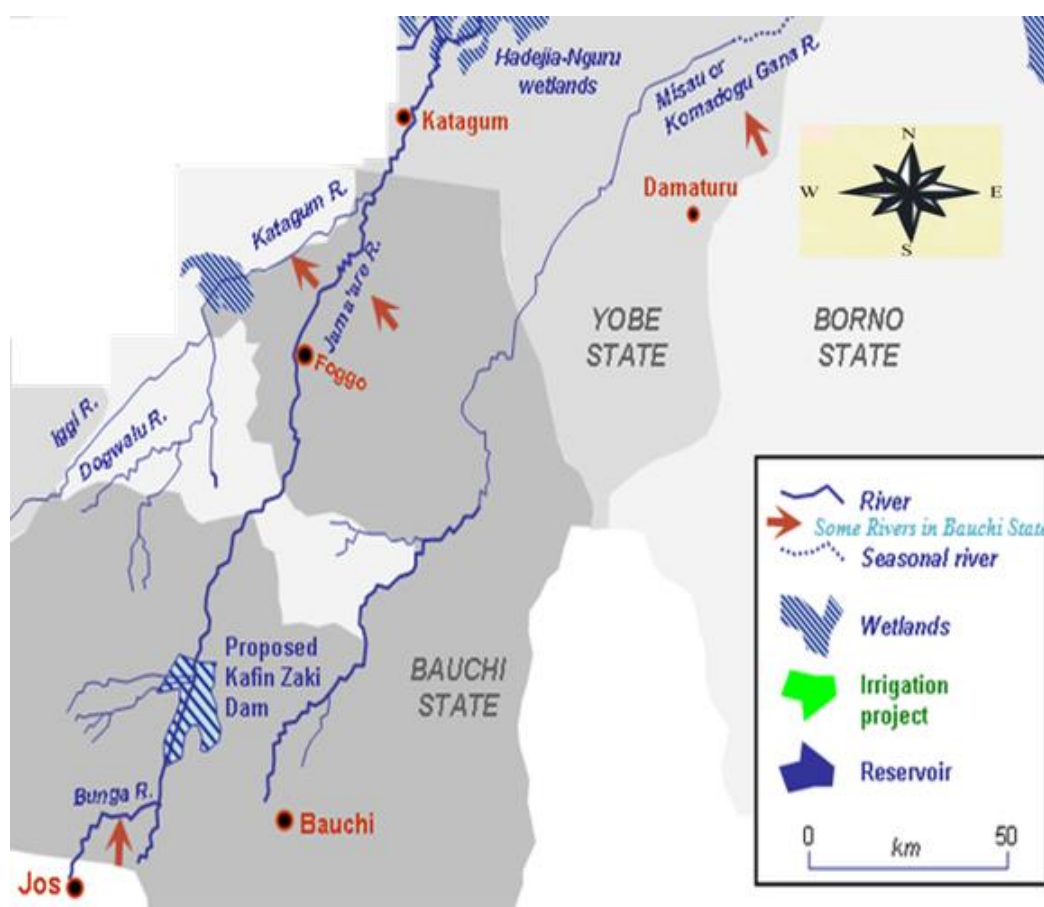 Hadejia-Nguru
wetlands
Misau or
Komadogu Gana R.
Katagum
N
W
E
S
Damaturu
Katagum R.
Juma'are R.
YOBE
STATE
BORNO
STATE
Foggo
Iggi R.
Dogwalu R.
River
Some Rivers in Bauchi State
Seasonal river
Wetlands
Irrigation
project
Reservoir
0
50
km
Proposed
Kafin Zaki
Dam
BAUCHI
STATE
Bunga R.
Bauchi
Jos